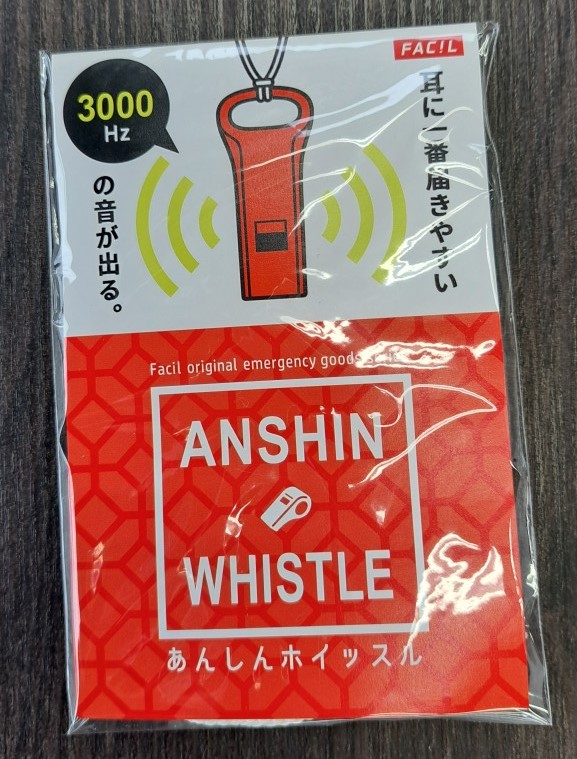 FACIL
耳に一番届きやすい
3000
Hz
の音が出る。
Facil original emergency goods
ANSHIN
WHISTLE
あんしんホイッスル